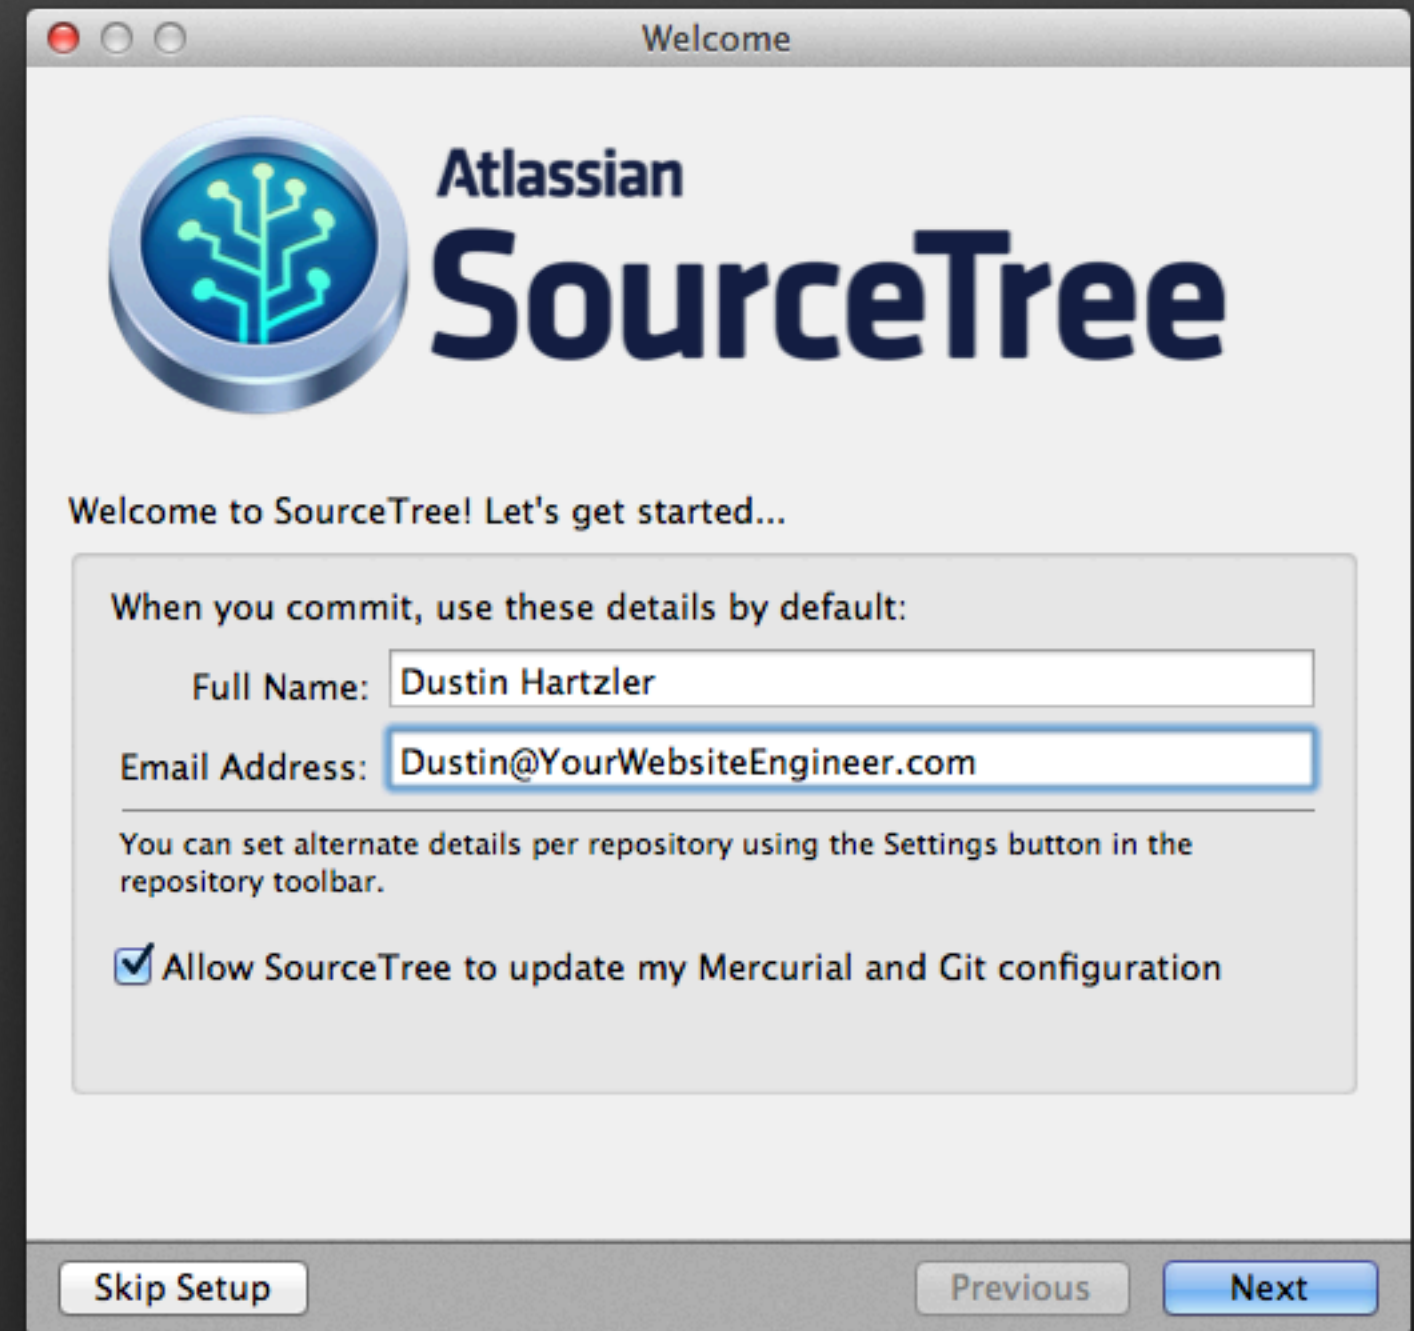 Welcome
Atlassian
SourceTree
Welcome to SourceTree! Let's get started...
When you commit, use these details by default:
Full Name: Dustin Hartzler
Email Address: Dustin@YourWebsiteEngineer.com
You can set alternate details per repository using the Settings button in the
repository toolbar.
Allow SourceTree to update my Mercurial and Git configuration
Skip Setup Previous Next